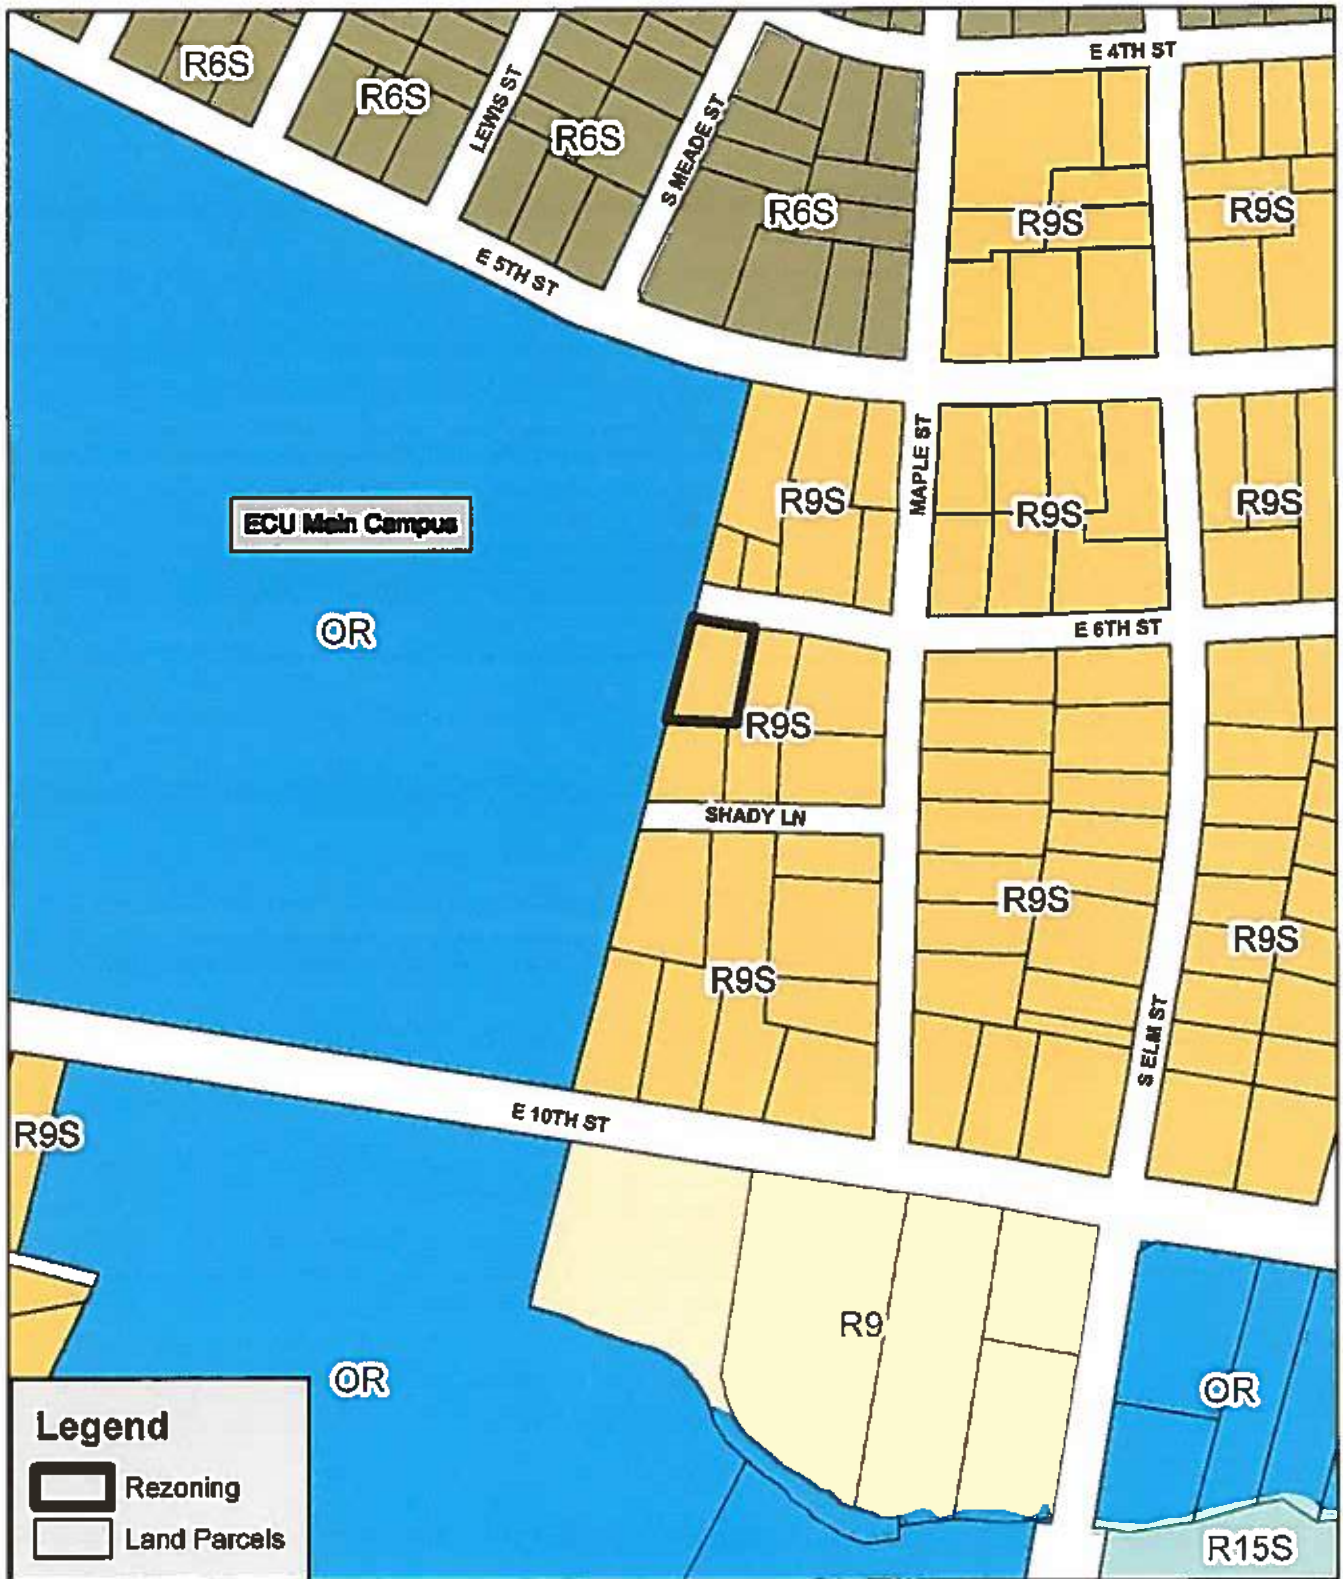 E 4TH ST
R6S
R6S
LEWIS ST
R6S
S MEADE ST
R6S
R9S
R9S
E 5TH ST
MAPLE ST
R9S
R9S
R9S
ECU Main Campus
OR
E 6TH ST
R9S
SHADY LN
R9S
R9S
R9S
S ELM ST
E 10TH ST
R9S
R9
OR
OR
R15S
Legend
Rezoning
Land Parcels